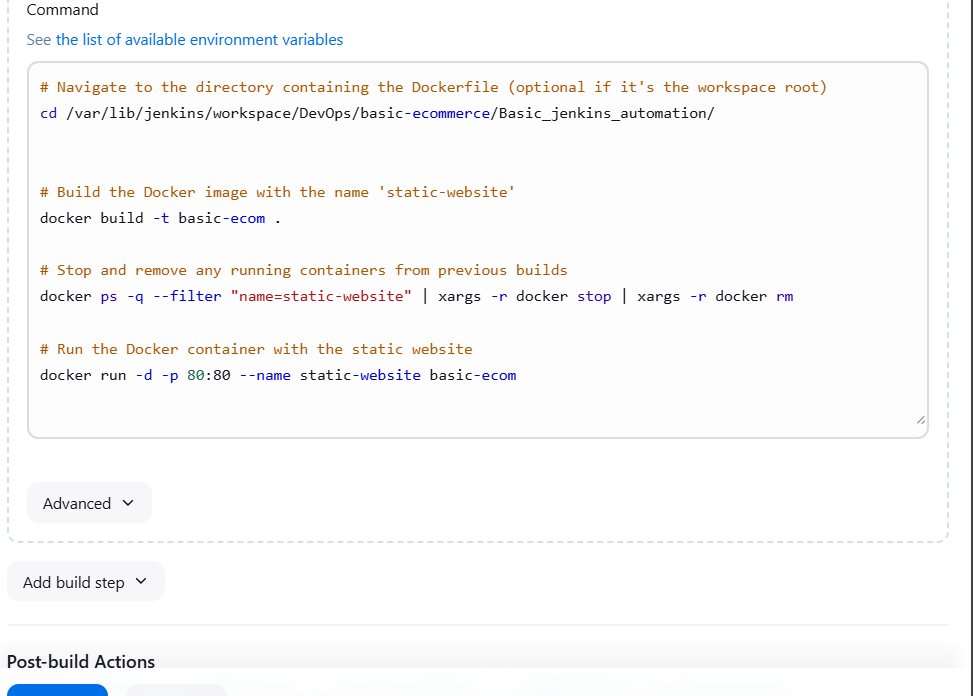 Command
See the list of available environment variables
# Navigate to the directory containing the Dockerfile (optional if it's the workspace root)
cd /var/lib/jenkins/workspace/DevOps/basic-ecommerce/Basic_jenkins_automation/
# Build the Docker image with the name 'static-website'
docker build -t basic-ecom .
# Stop and remove any running containers from previous builds
docker ps -q --filter "name=static-website" | xargs -r docker stop | xargs -r docker rm
# Run the Docker container with the static website
docker run -d -p 80:80 --name static-website basic-ecom
Advanced
Add build step
Post-build Actions